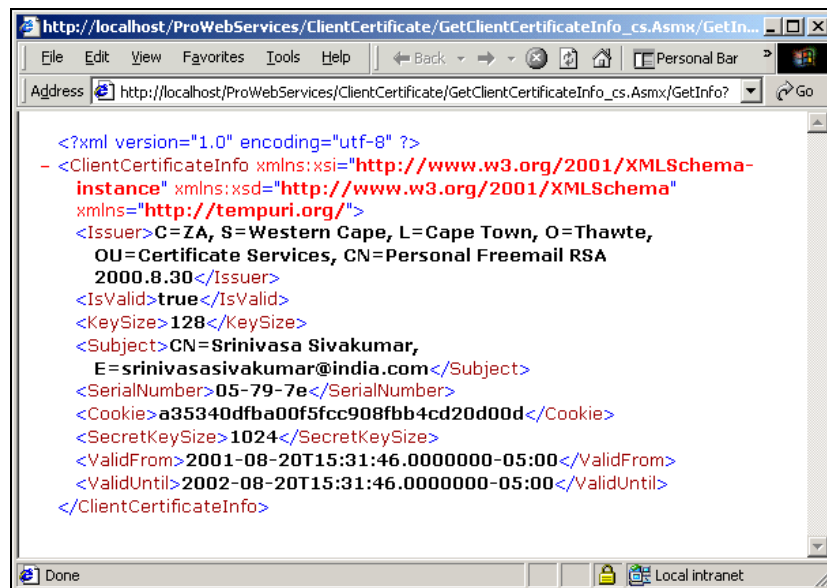 http://localhost/ProWebServices/ClientCertificate/GetClientCertificateInfo_cs.Asmx/GetIn...
File Edit View Favorites Tools Help Back Personal Bar »
Address http://localhost/ProWebServices/ClientCertificate/GetClientCertificateInfo_cs.Asmx/GetInfo? Go
<?xml version="1.0" encoding="utf-8" ?>
- <ClientCertificateInfo xmlns:xsi="http://www.w3.org/2001/XMLSchema-
instance" xmlns:xsd="http://www.w3.org/2001/XMLSchema"
xmlns="http://tempuri.org/">
<Issuer>C=ZA, S=Western Cape, L=Cape Town, O=Thawte,
OU=Certificate Services, CN=Personal Freemail RSA
2000.8.30</Issuer>
<IsValid>true</IsValid>
<KeySize>128</KeySize>
<Subject>CN=Srinivasa Sivakumar,
E=srinivasasivakumar@india.com</Subject>
<SerialNumber>05-79-7e</SerialNumber>
<Cookie>a35340dfba00f5fcc908fbb4cd20d00d</Cookie>
<SecretKeySize>1024</SecretKeySize>
<ValidFrom>2001-08-20T15:31:46.0000000-05:00</ValidFrom>
<ValidUntil>2002-08-20T15:31:46.0000000-05:00</ValidUntil>
</ClientCertificateInfo>
Done Local intranet